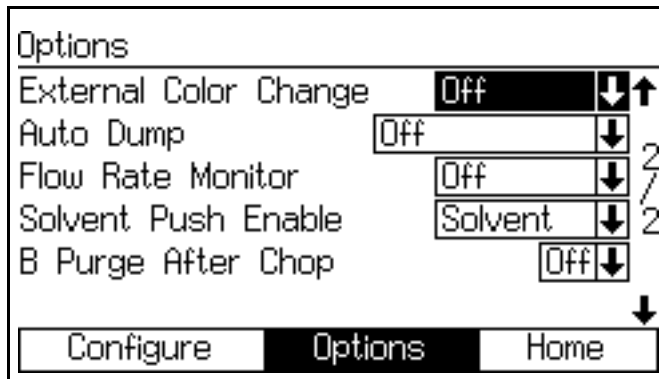 Options
External Color Change Off
Auto Dump Off
Flow Rate Monitor Off
Solvent Push Enable Solvent
B Purge After Chop Off
2/2
Configure Options Home